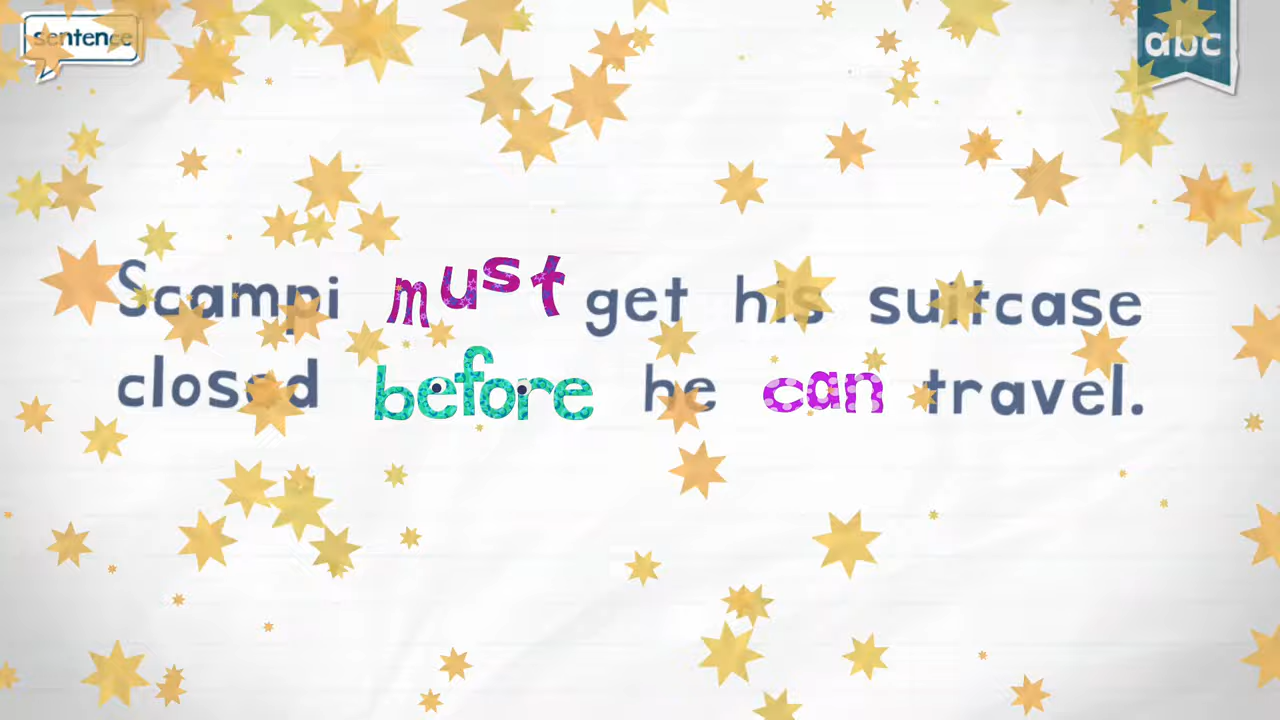 sentence
abc
Scampi must get his suitcase
closed before he can travel.